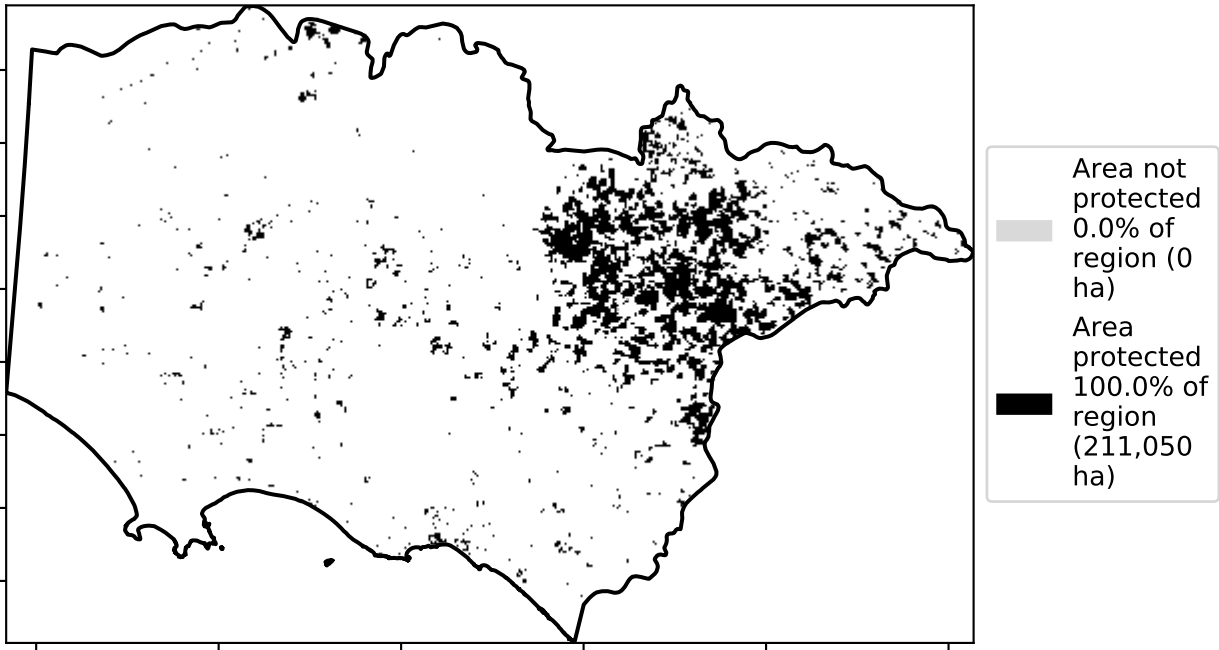 Area not
protected
0.0% of
region (0
ha)
Area
protected
100.0% of
region
(211,050
ha)